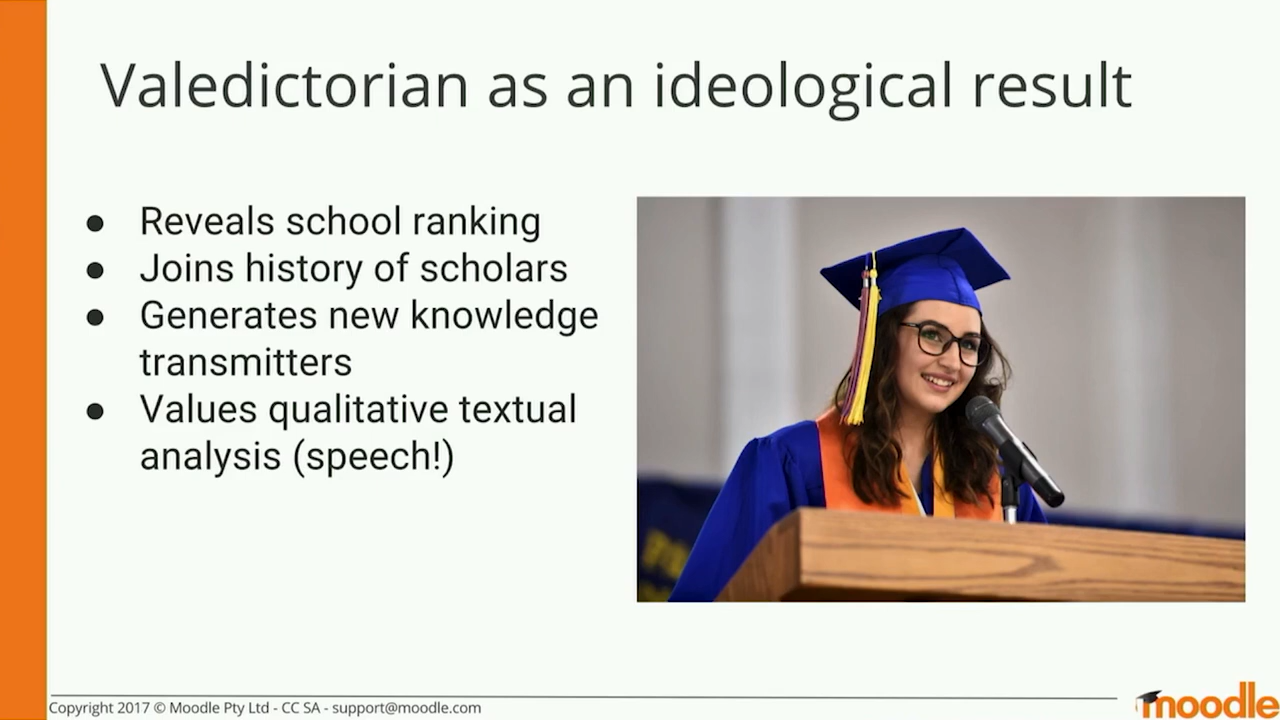 Valedictorian as an ideological result
● Reveals school ranking
● Joins history of scholars
● Generates new knowledge
transmitters
● Values qualitative textual
analysis (speech!)
Copyright 2017 © Moodle Pty Ltd - CC SA - support@moodle.com
moodle